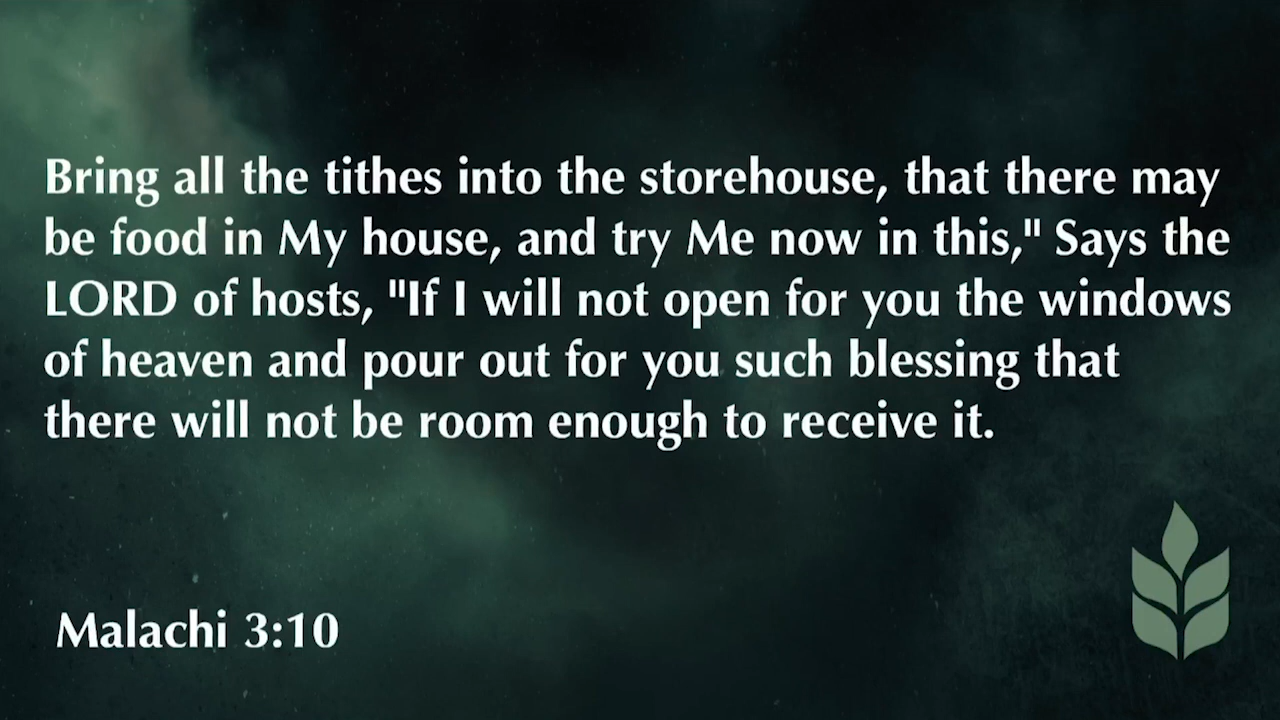 Bring all the tithes into the storehouse, that there may
be food in My house, and try Me now in this," Says the
LORD of hosts, "If I will not open for you the windows
of heaven and pour out for you such blessing that
there will not be room enough to receive it.
Malachi 3:10